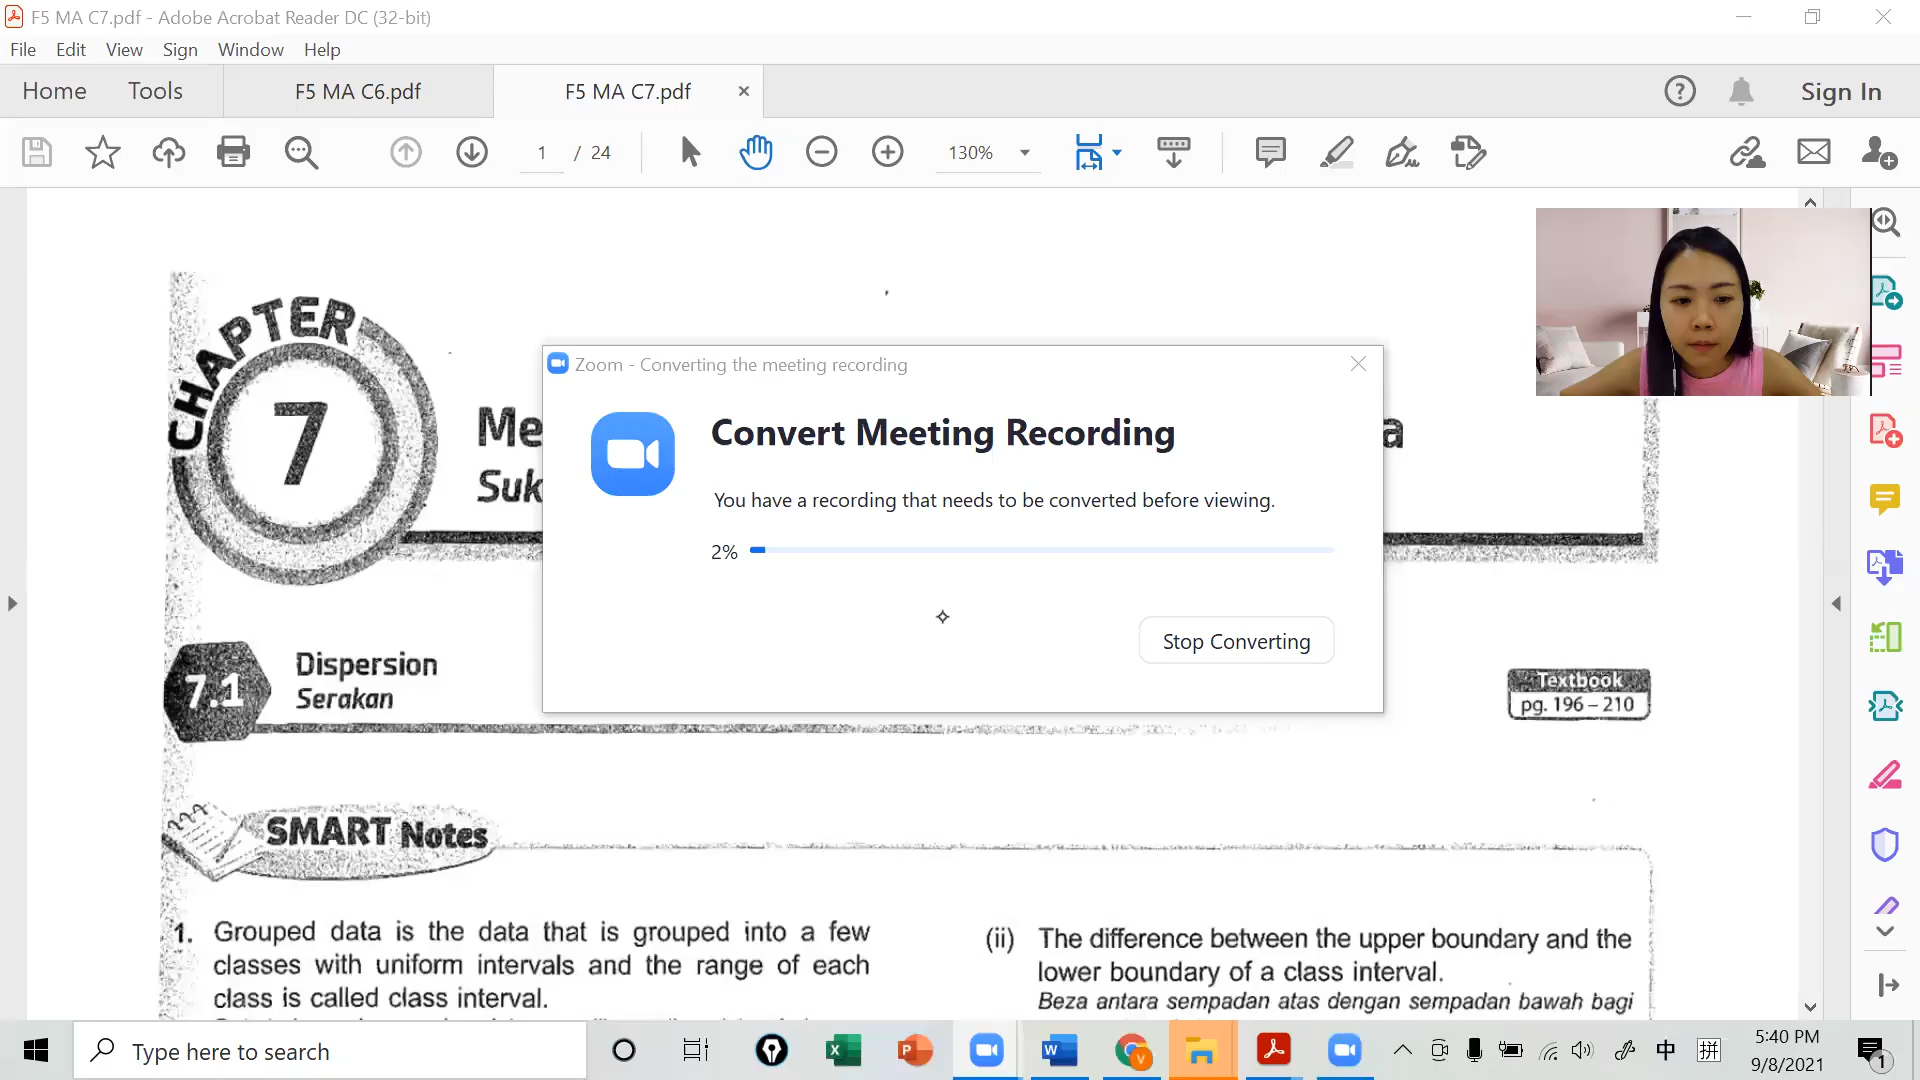 F5 MA C7.pdf - Adobe Acrobat Reader DC (32-bit)
File Edit View Sign Window Help
Home Tools F5 MA C6.pdf F5 MA C7.pdf Sign In
1 / 24 130%
CHAPTER
7
Me
a
Suk
Zoom - Converting the meeting recording
Convert Meeting Recording
You have a recording that needs to be converted before viewing.
2%
Stop Converting
7.1
Dispersion
Serakan
Textbook
pg. 196 – 210
SMART Notes
1. Grouped data is the data that is grouped into a few
classes with uniform intervals and the range of each
class is called class interval.
(ii) The difference between the upper boundary and the
lower boundary of a class interval.
Beza antara sempadan atas dengan sempadan bawah bagi
Type here to search
中
拼
5:40 PM
9/8/2021
1